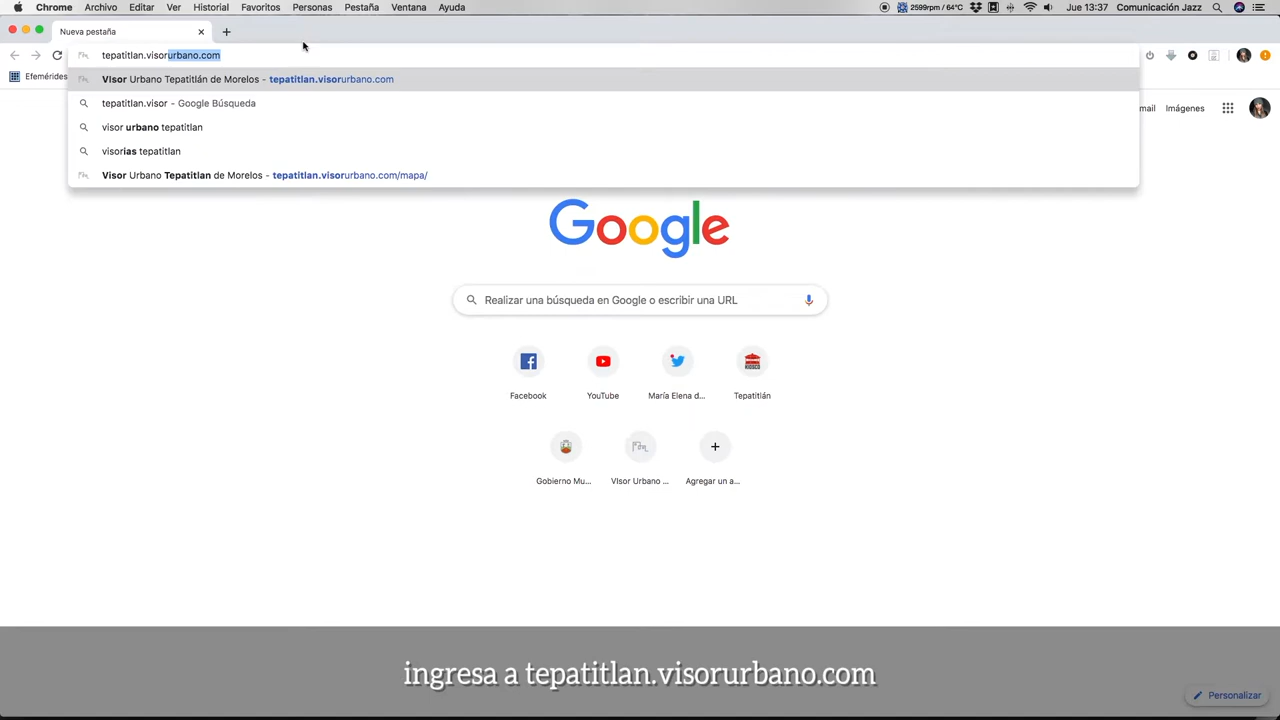 Chrome Archivo Editar Ver Historial Favoritos Personas Pestaña Ventana Ayuda 2599rpm / 64°C Jue 13:37 Comunicación Jazz
Nueva pestaña
tepatitlan.visorurbano.com
Efemérides
VIsor Urbano Tepatitlán de Morelos - tepatitlan.visorurbano.com
tepatitlan.visor - Google Búsqueda
visor urbano tepatitlan
visorias tepatitlan
Visor Urbano Tepatitlan de Morelos - tepatitlan.visorurbano.com/mapa/
mail Imágenes
Google
Realizar una búsqueda en Google o escribir una URL
Facebook YouTube María Elena d... Tepatitlán
Gobierno Mu... VIsor Urbano ... Agregar un a...
ingresa a tepatitlan.visorurbano.com
Personalizar